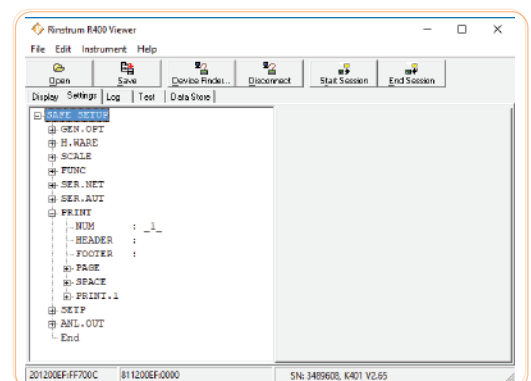 Rinstrum R400 Viewer
File Edit Instrument Help
Open Save Device Finder... Disconnect Start Session End Session
Display Settings Log Test Data Store
SAFE SETUP
GEN.OPT
H.WARE
SCALE
FUNC
SER.NET
SER.AUT
PRINT
NUM : _1_
HEADER :
FOOTER :
PAGE
SPACE
PRINT.1
SETP
ANL.OUT
End
201200EF:FF700C 811200EF:0000 SN: 3489608, K401 V2.65